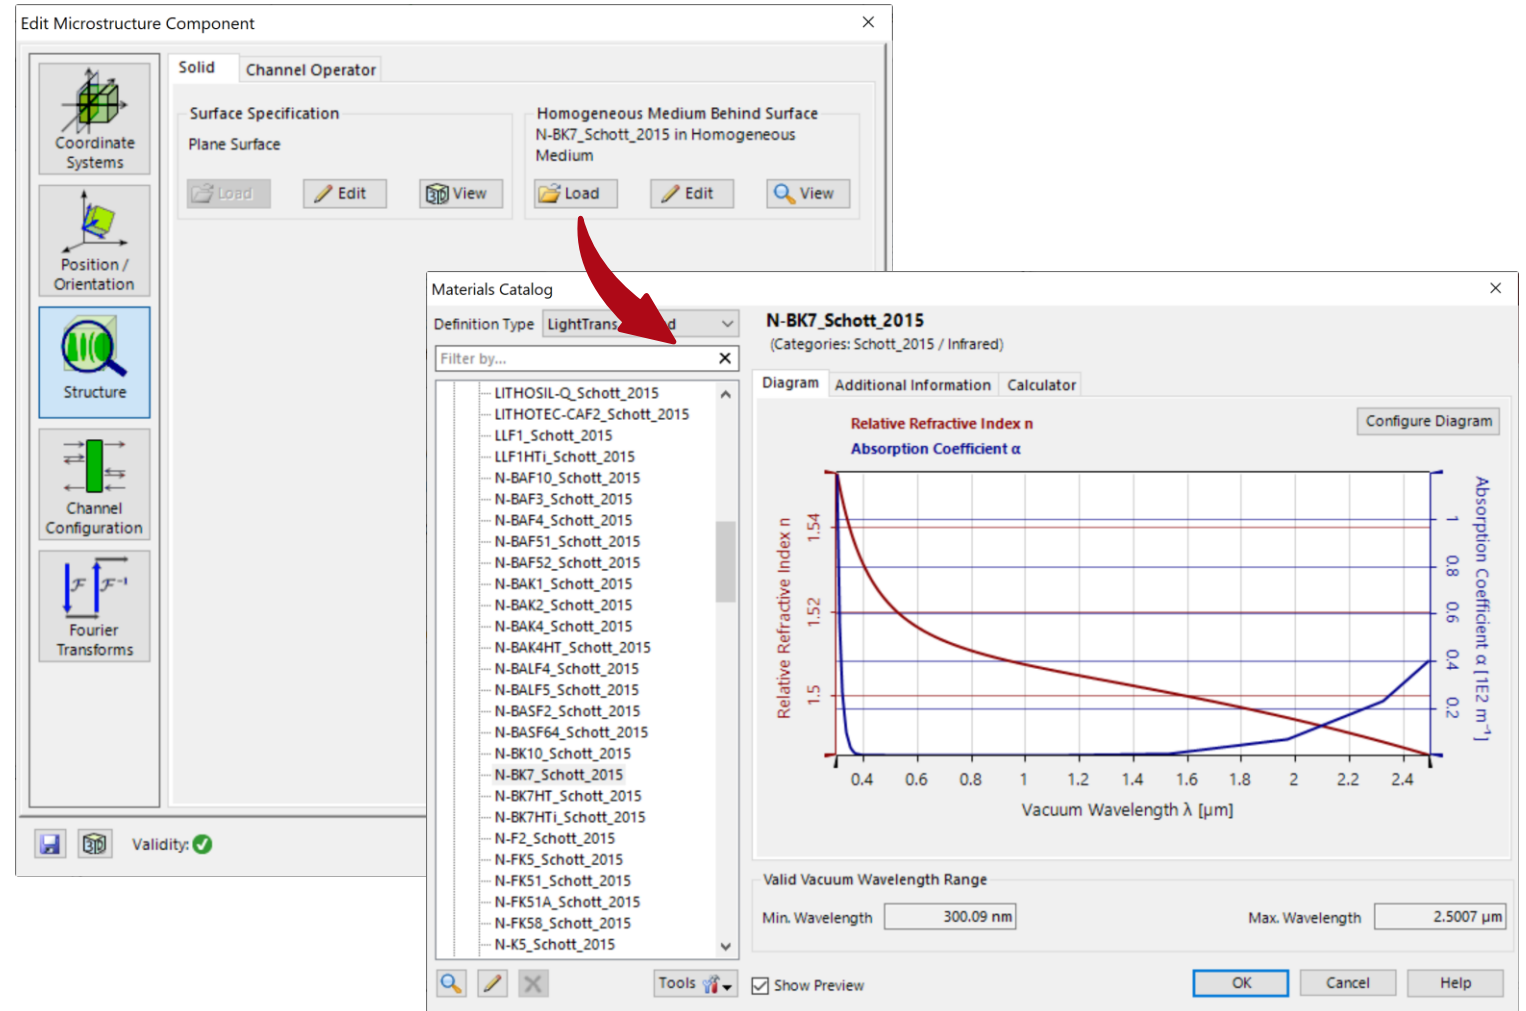 Edit Microstructure Component
Coordinate
Systems
Position /
Orientation
Structure
Channel
Configuration
ℱ ℱ⁻¹
Fourier
Transforms
Solid
Channel Operator
Surface Specification
Plane Surface
Load
Edit
3D
View
Homogeneous Medium Behind Surface
N-BK7_Schott_2015 in Homogeneous
Medium
Load
Edit
View
3D
Validity:
Materials Catalog
Definition Type
Filter by...
LITHOSIL-Q_Schott_2015
LITHOTEC-CAF2_Schott_2015
LLF1_Schott_2015
LLF1HTi_Schott_2015
N-BAF10_Schott_2015
N-BAF3_Schott_2015
N-BAF4_Schott_2015
N-BAF51_Schott_2015
N-BAF52_Schott_2015
N-BAK1_Schott_2015
N-BAK2_Schott_2015
N-BAK4_Schott_2015
N-BAK4HT_Schott_2015
N-BALF4_Schott_2015
N-BALF5_Schott_2015
N-BASF2_Schott_2015
N-BASF64_Schott_2015
N-BK10_Schott_2015
N-BK7_Schott_2015
N-BK7HT_Schott_2015
N-BK7HTi_Schott_2015
N-F2_Schott_2015
N-FK5_Schott_2015
N-FK51_Schott_2015
N-FK51A_Schott_2015
N-FK58_Schott_2015
N-K5_Schott_2015
Tools
Show Preview
N-BK7_Schott_2015
(Categories: Schott_2015 / Infrared)
Diagram
Additional Information
Calculator
Relative Refractive Index n
Absorption Coefficient α
Configure Diagram
Relative Refractive Index n
1.54
1.52
1.5
1
0.8
0.6
0.4
0.2
Absorption Coefficient α [1E2 m⁻¹]
0.4 0.6 0.8 1 1.2 1.4 1.6 1.8 2 2.2 2.4
Vacuum Wavelength λ [µm]
Valid Vacuum Wavelength Range
Min. Wavelength
300.09 nm
Max. Wavelength
2.5007 µm
OK
Cancel
Help